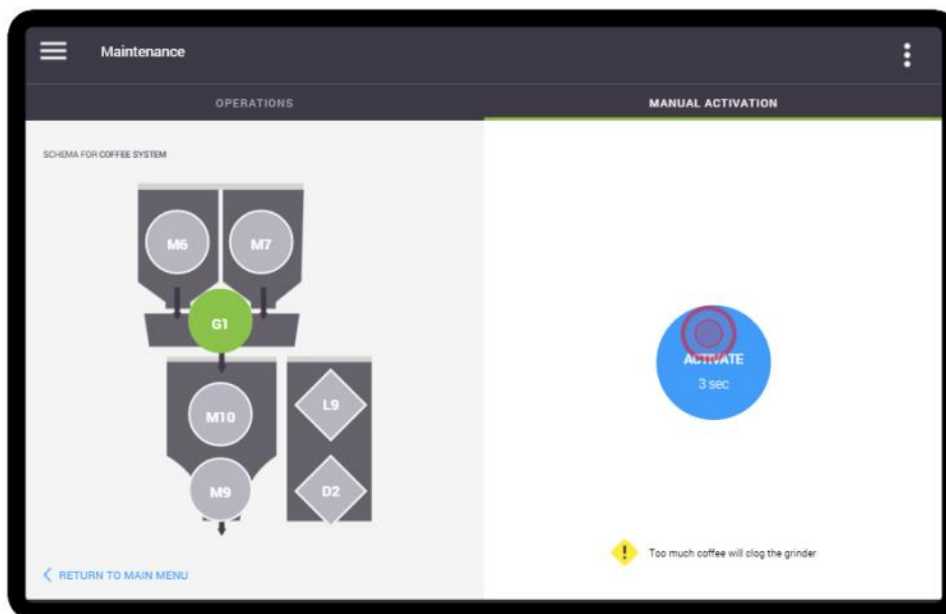 Maintenance
OPERATIONS
MANUAL ACTIVATION
SCHEMA FOR COFFEE SYSTEM
M6
M7
G1
M10
L9
M9
D2
ACTIVATE
3 sec
! Too much coffee will clog the grinder
RETURN TO MAIN MENU